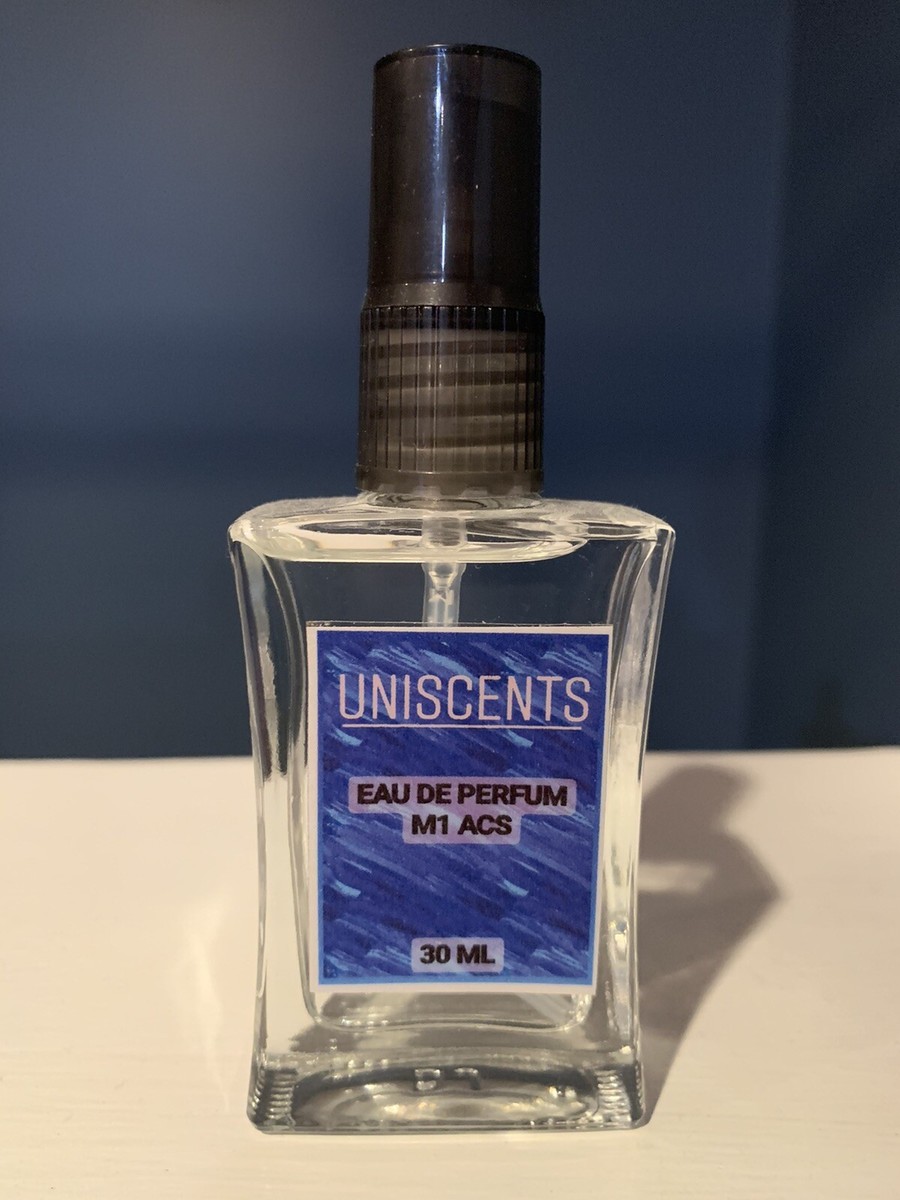 UNISCENTS
EAU DE PERFUM
M1 ACS
30 ML